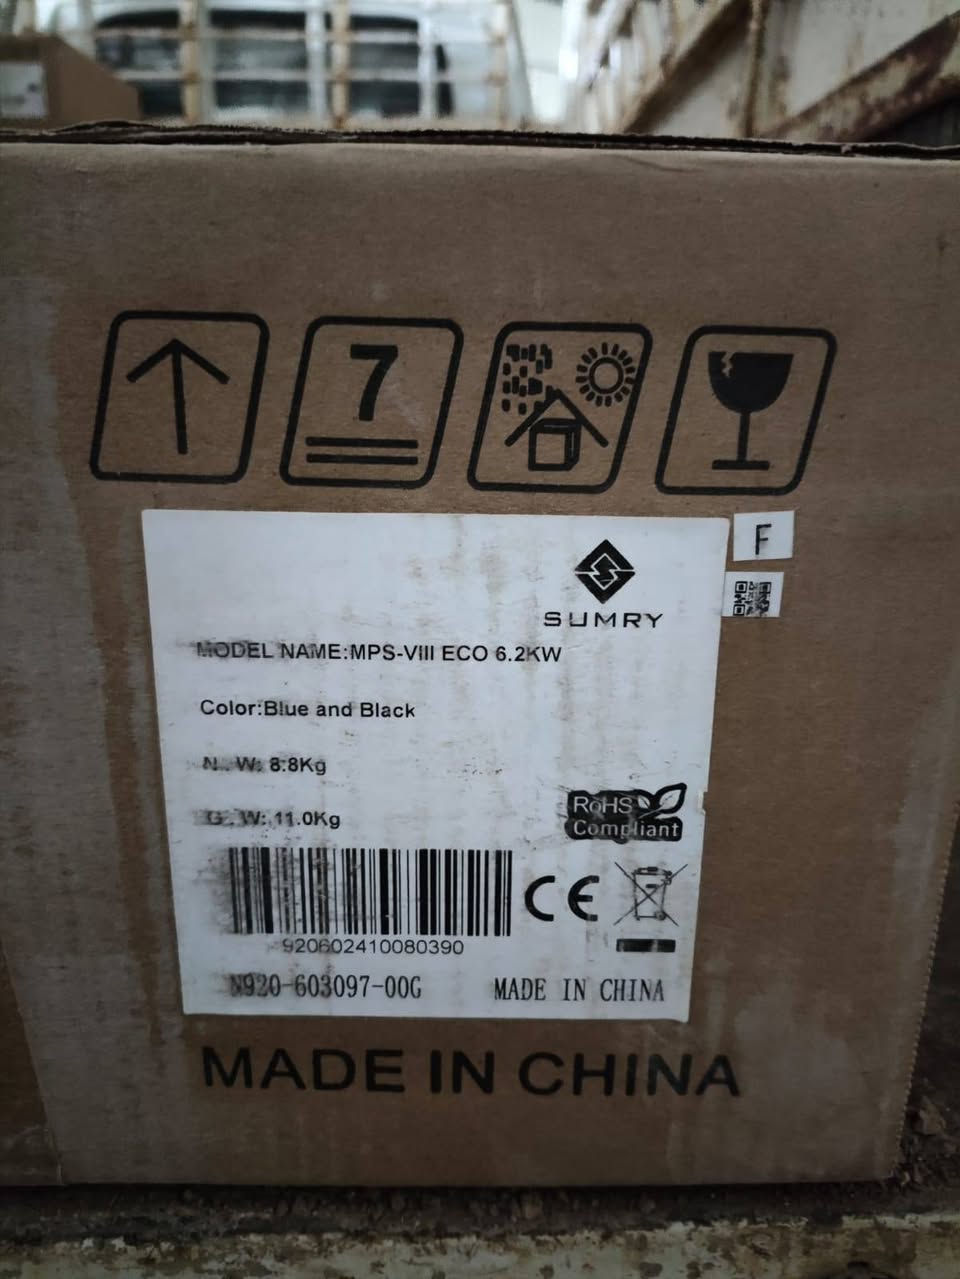 7
F
SUMRY
MODEL NAME:MPS-VIII ECO 6.2KW
Color:Blue and Black
N. W: 8.8Kg
G. W: 11.0Kg
RoHS
Compliant
CE
920602410080390
N920-603097-00G
MADE IN CHINA
MADE IN CHINA